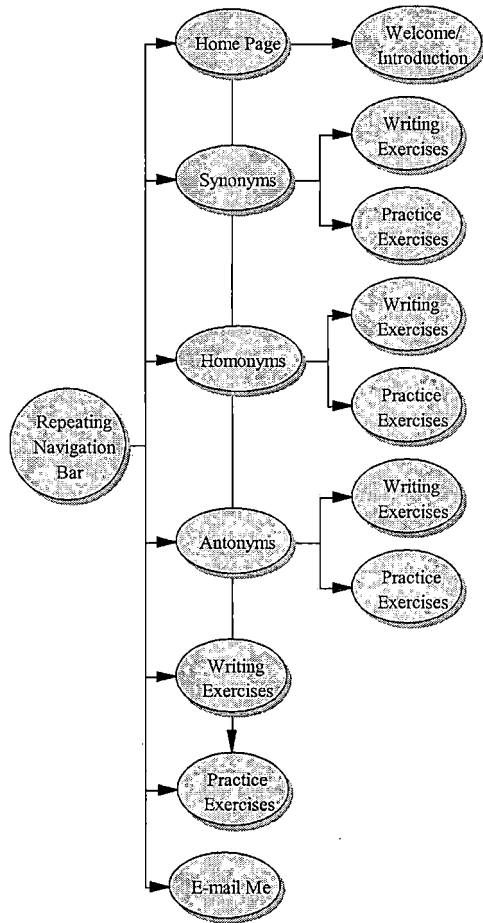 Home Page
Welcome/
Introduction
Synonyms
Writing
Exercises
Practice
Exercises
Homonyms
Writing
Exercises
Practice
Exercises
Repeating
Navigation
Bar
Antonyms
Writing
Exercises
Practice
Exercises
Writing
Exercises
Practice
Exercises
E-mail Me